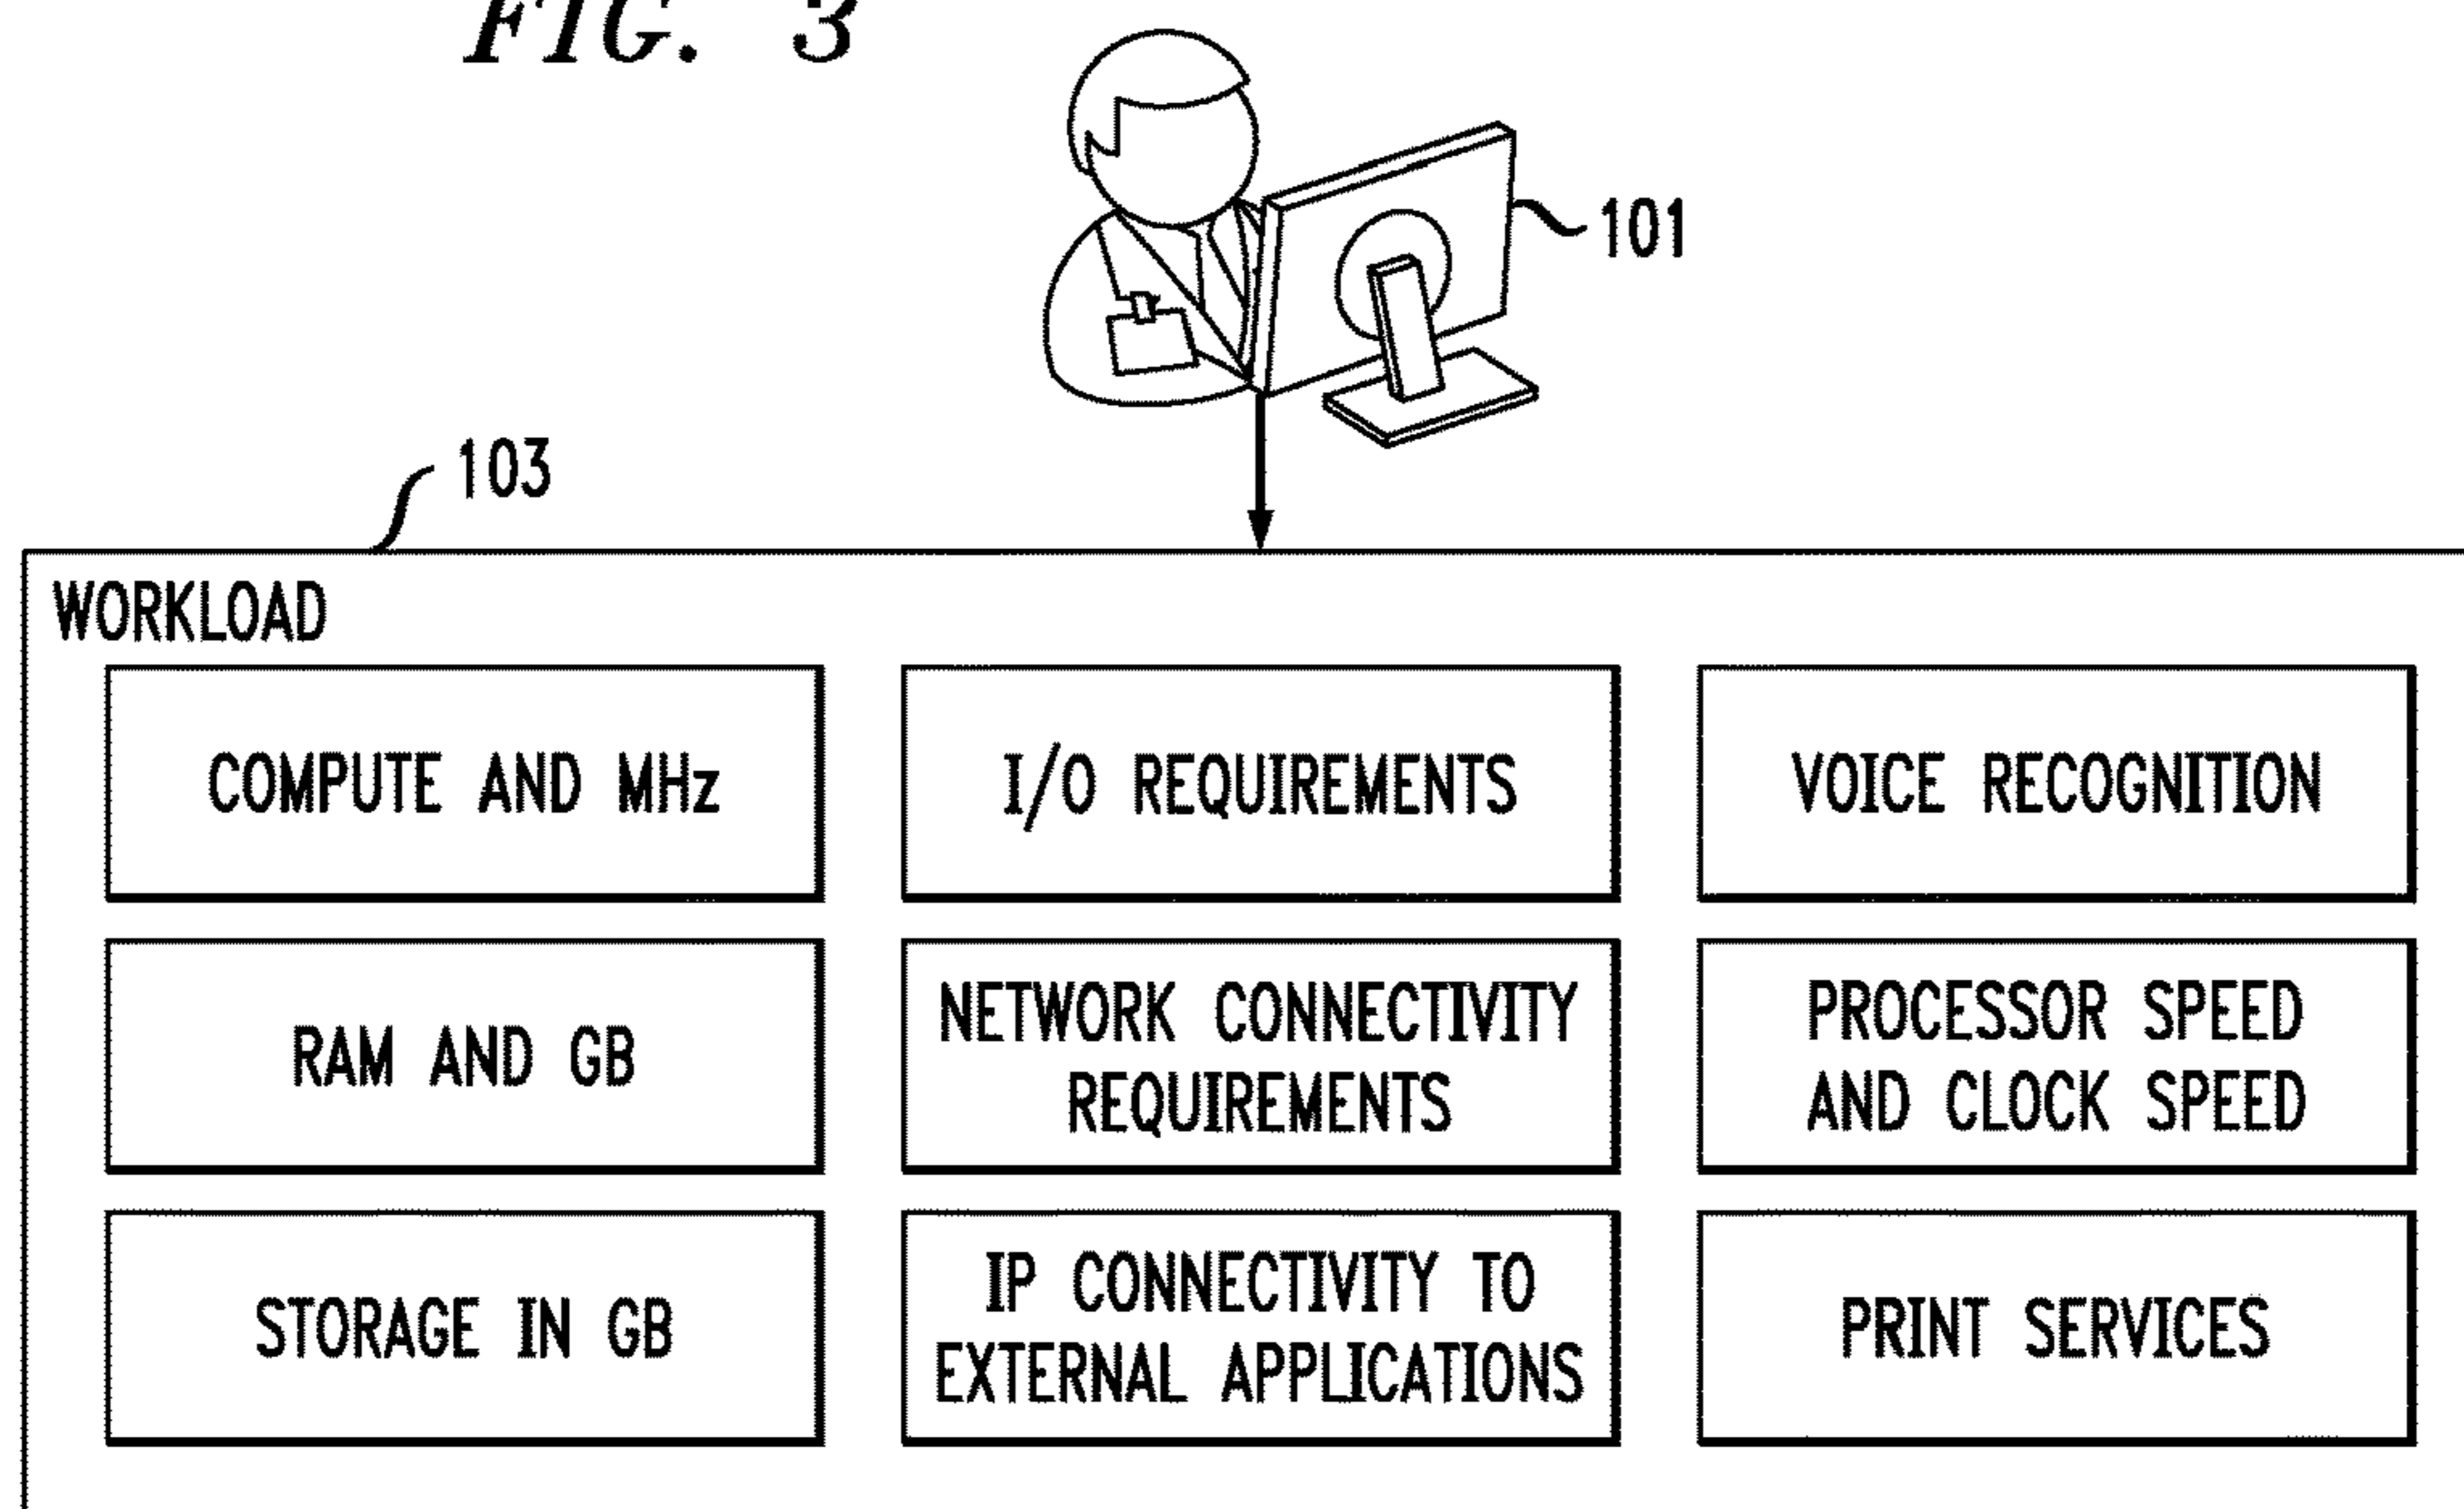 FIG. 3
101
103
WORKLOAD
COMPUTE AND MHz
I/O REQUIREMENTS
VOICE RECOGNITION
RAM AND GB
NETWORK CONNECTIVITY
REQUIREMENTS
PROCESSOR SPEED
AND CLOCK SPEED
STORAGE IN GB
IP CONNECTIVITY TO
EXTERNAL APPLICATIONS
PRINT SERVICES